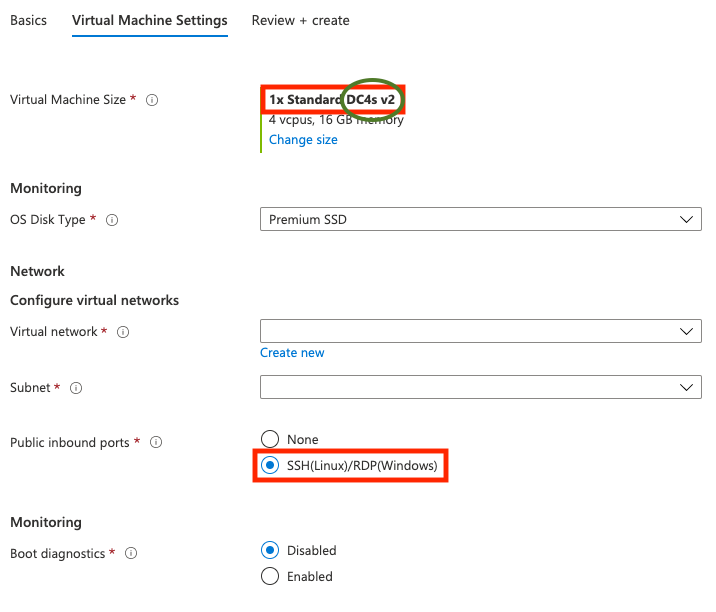 Basics Virtual Machine Settings Review + create
Virtual Machine Size * 1x Standard DC4s v2
4 vcpus, 16 GB memory
Change size
Monitoring
OS Disk Type * Premium SSD
Network
Configure virtual networks
Virtual network *
Create new
Subnet *
Public inbound ports * None
SSH(Linux)/RDP(Windows)
Monitoring
Boot diagnostics * Disabled
Enabled